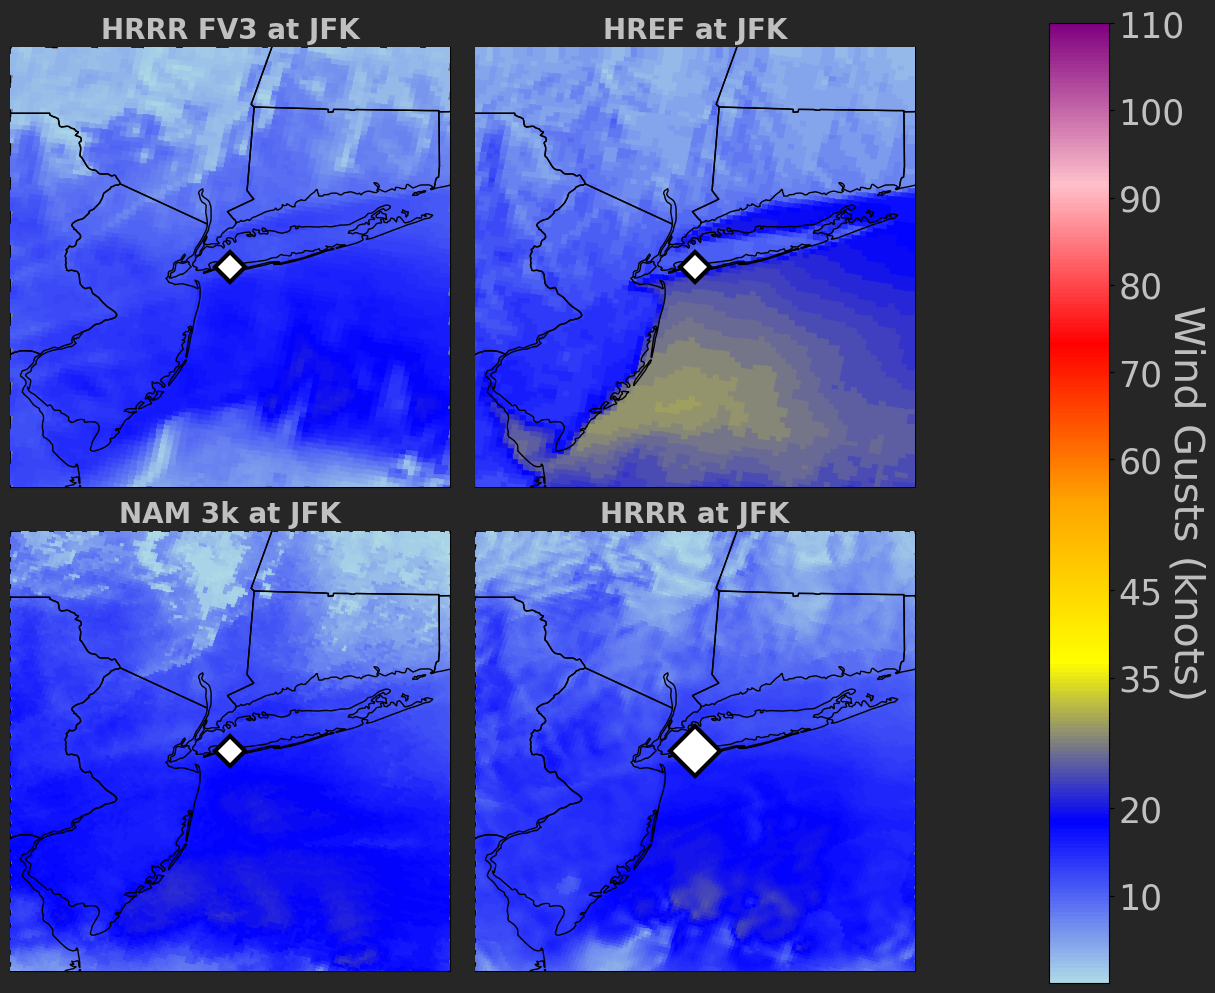 HRRR FV3 at JFK
HREF at JFK
NAM 3k at JFK
HRRR at JFK
110
100
90
80
70
60
45
35
20
10
Wind Gusts (knots)